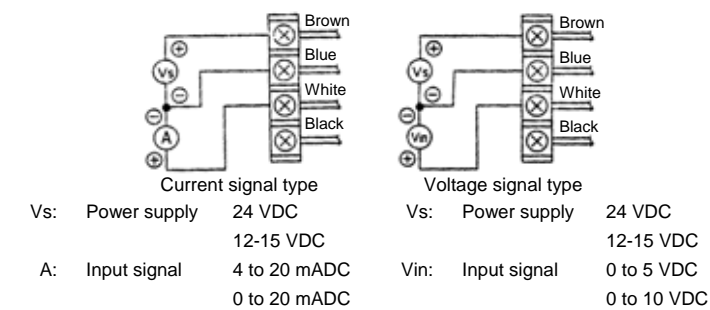 Brown
Blue
White
Black
⊕
Vs
⊖
⊖
A
⊕
Current signal type
Vs: Power supply 24 VDC
12-15 VDC
A: Input signal 4 to 20 mADC
0 to 20 mADC
Brown
Blue
White
Black
⊕
Vs
⊖
⊖
Vin
⊕
Voltage signal type
Vs: Power supply 24 VDC
12-15 VDC
Vin: Input signal 0 to 5 VDC
0 to 10 VDC